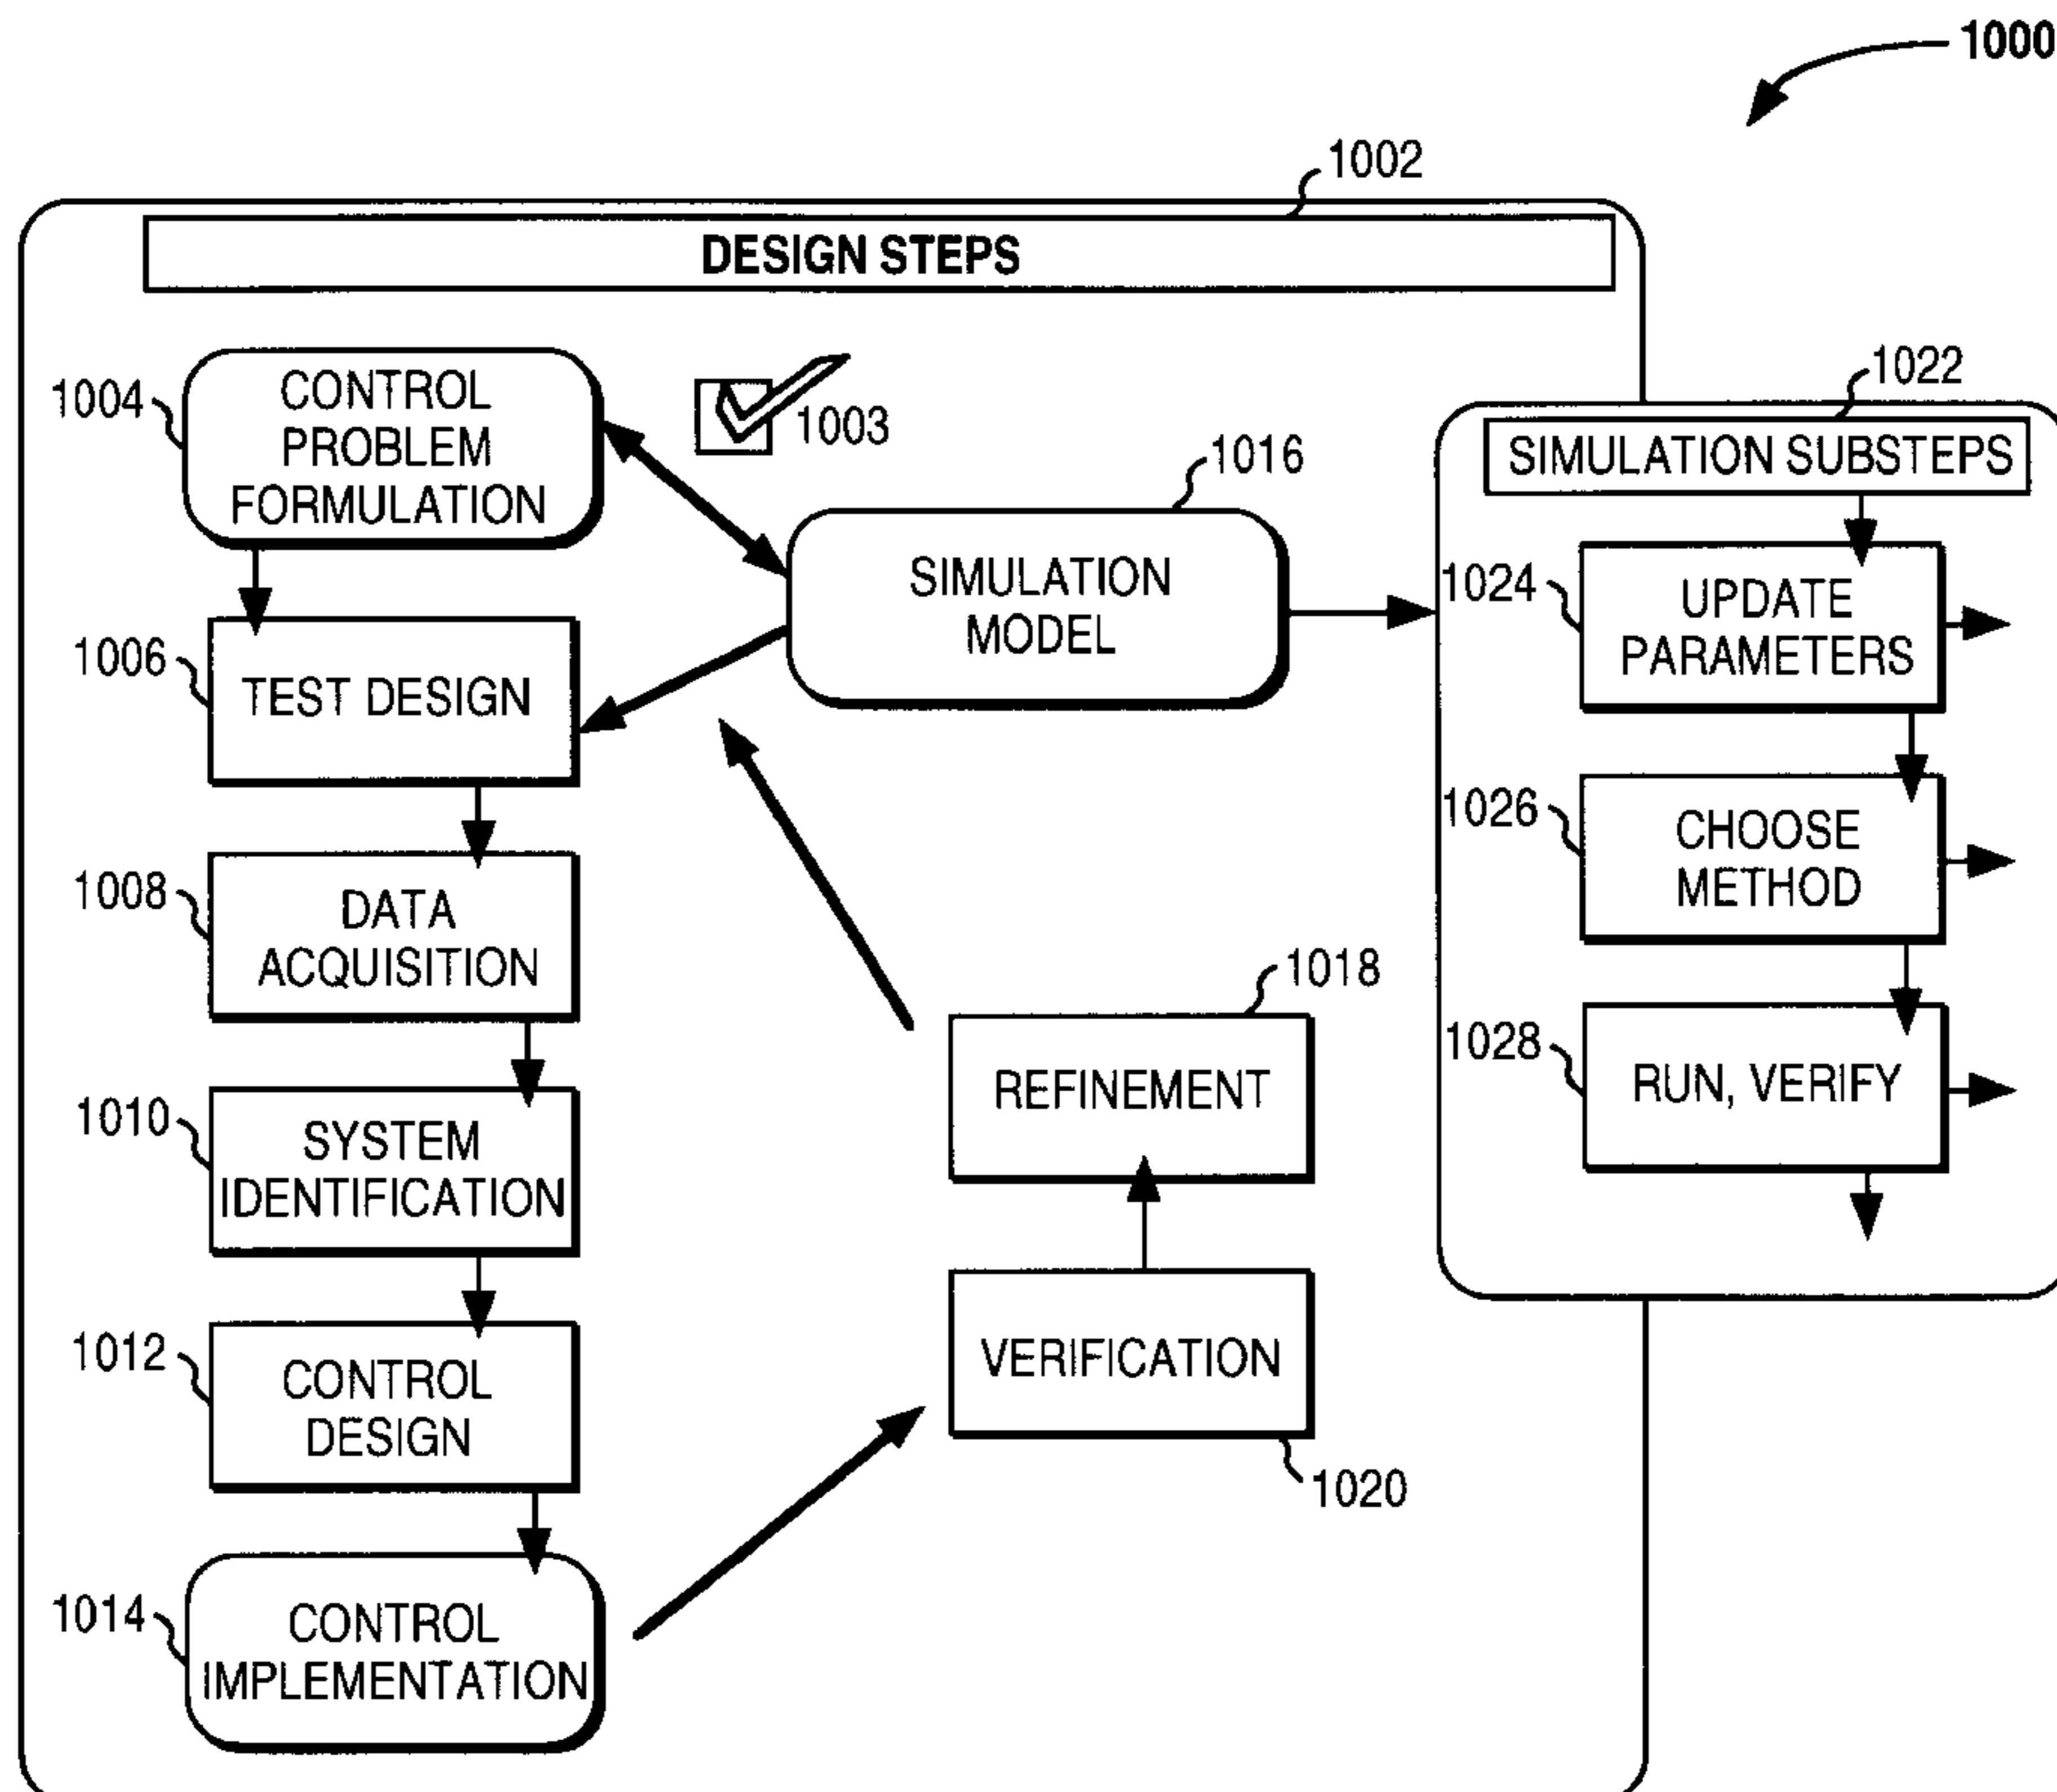 1000
1002
DESIGN STEPS
1004
CONTROL
PROBLEM
FORMULATION
1003
1016
SIMULATION
MODEL
1006
TEST DESIGN
1008
DATA
ACQUISITION
1010
SYSTEM
IDENTIFICATION
1012
CONTROL
DESIGN
1014
CONTROL
IMPLEMENTATION
1018
REFINEMENT
VERIFICATION
1020
1022
SIMULATION SUBSTEPS
1024
UPDATE
PARAMETERS
1026
CHOOSE
METHOD
1028
RUN, VERIFY